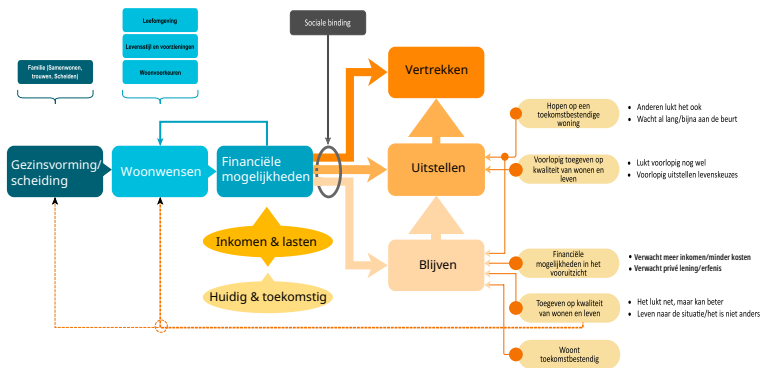 Leefomgeving
Levensstijl en voorzieningen
Woonvoorkeuren
Familie (Samenwonen,
trouwen, Scheiden)
Sociale binding
Gezinsvorming/
scheiding
Woonwensen
Financiële
mogelijkheden
Inkomen & lasten
Huidig & toekomstig
Vertrekken
Uitstellen
Blijven
Hopen op een
toekomstbestendige
woning
• Anderen lukt het ook
• Wacht al lang/bijna aan de beurt
Voorlopig toegeven op
kwaliteit van wonen en
leven
• Lukt voorlopig nog wel
• Voorlopig uitstellen levenskeuzes
Financiële
mogelijkheden in het
vooruitzicht
• Verwacht meer inkomen/minder kosten
• Verwacht privé lening/erfenis
Toegeven op kwaliteit
van wonen en leven
• Het lukt net, maar kan beter
• Leven naar de situatie/het is niet anders
Woont
toekomstbestendig